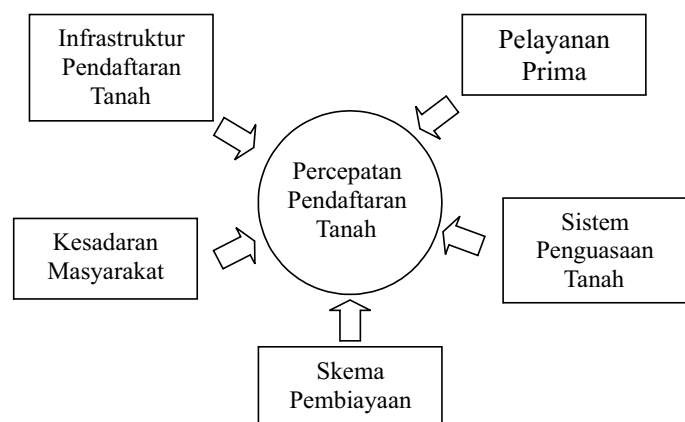 Infrastruktur
Pendaftaran
Tanah
Pelayanan
Prima
Percepatan
Pendaftaran
Tanah
Kesadaran
Masyarakat
Sistem
Penguasaan
Tanah
Skema
Pembiayaan